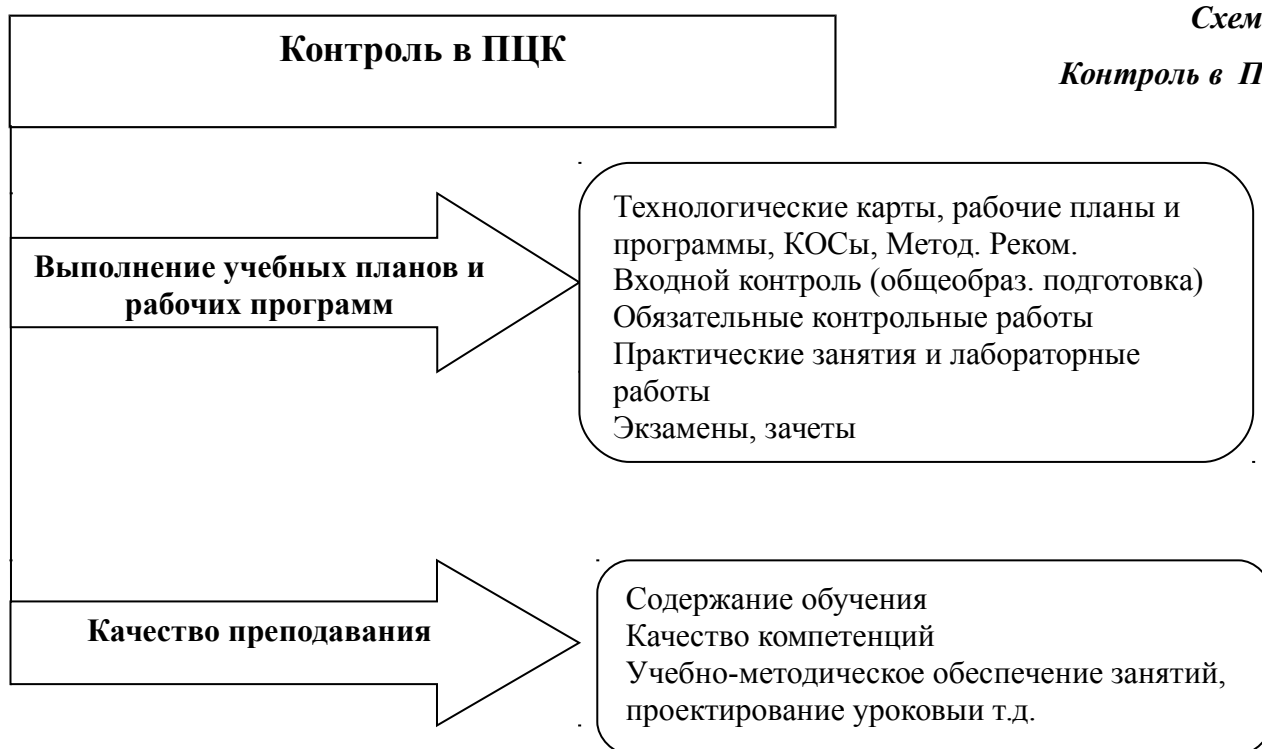 Схем
Контроль в ПЦК
Контроль в П
Технологические карты, рабочие планы и
программы, КОСы, Метод. Реком.
Входной контроль (общеобраз. подготовка)
Обязательные контрольные работы
Практические занятия и лабораторные
работы
Экзамены, зачеты
Выполнение учебных планов и
рабочих программ
Содержание обучения
Качество компетенций
Учебно-методическое обеспечение занятий,
проектирование уроковыи т.д.
Качество преподавания